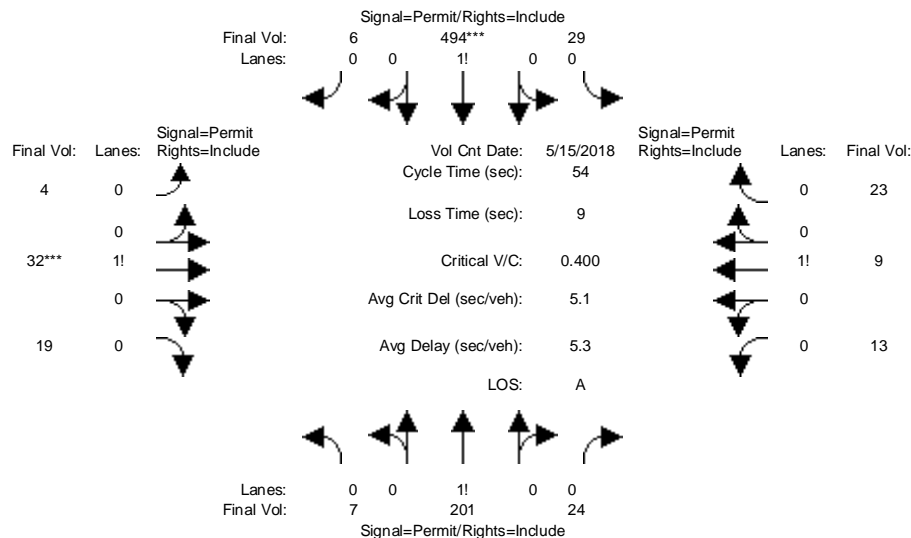 Signal=Permit/Rights=Include
Final Vol: 6 494*** 29
Lanes: 0 0 1! 0 0
Signal=Permit Signal=Permit
Final Vol: Lanes: Rights=Include Vol Cnt Date: 5/15/2018 Rights=Include Lanes: Final Vol:
Cycle Time (sec): 54
4 0 0 23
Loss Time (sec): 9
0 0
32*** 1! Critical V/C: 0.400 1! 9
0 Avg Crit Del (sec/veh): 5.1 0
19 0 Avg Delay (sec/veh): 5.3 0 13
LOS: A
Lanes: 0 0 1! 0 0
Final Vol: 7 201 24
Signal=Permit/Rights=Include